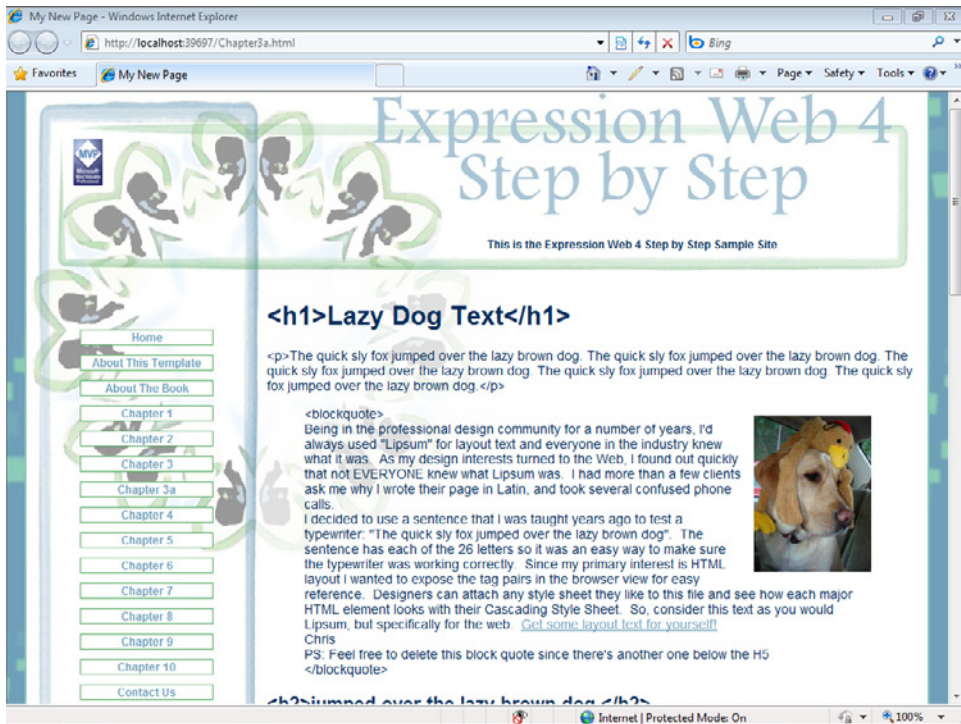 My New Page - Windows Internet Explorer
http://localhost:39697/Chapter3a.html
Bing
Favorites
My New Page
Page
Safety
Tools
MVP
Microsoft
Most Valuable
Professional
Expression Web 4
Step by Step
This is the Expression Web 4 Step by Step Sample Site
Home
About This Template
About The Book
Chapter 1
Chapter 2
Chapter 3
Chapter 3a
Chapter 4
Chapter 5
Chapter 6
Chapter 7
Chapter 8
Chapter 9
Chapter 10
Contact Us
<h1>Lazy Dog Text</h1>
<p>The quick sly fox jumped over the lazy brown dog. The quick sly fox jumped over the lazy brown dog. The
quick sly fox jumped over the lazy brown dog. The quick sly fox jumped over the lazy brown dog. The quick sly
fox jumped over the lazy brown dog.</p>
<blockquote>
Being in the professional design community for a number of years, I'd
always used "Lipsum" for layout text and everyone in the industry knew
what it was. As my design interests turned to the Web, I found out quickly
that not EVERYONE knew what Lipsum was. I had more than a few clients
ask me why I wrote their page in Latin, and took several confused phone
calls.
I decided to use a sentence that I was taught years ago to test a
typewriter: "The quick sly fox jumped over the lazy brown dog". The
sentence has each of the 26 letters so it was an easy way to make sure
the typewriter was working correctly. Since my primary interest is HTML
layout I wanted to expose the tag pairs in the browser view for easy
reference. Designers can attach any style sheet they like to this file and see how each major
HTML element looks with their Cascading Style Sheet. So, consider this text as you would
Lipsum, but specifically for the web. Get some layout text for yourself!
Chris
PS: Feel free to delete this block quote since there's another one below the H5
</blockquote>
<h2>jumped over the lazy brown dog.</h2>
Internet | Protected Mode: On
100%